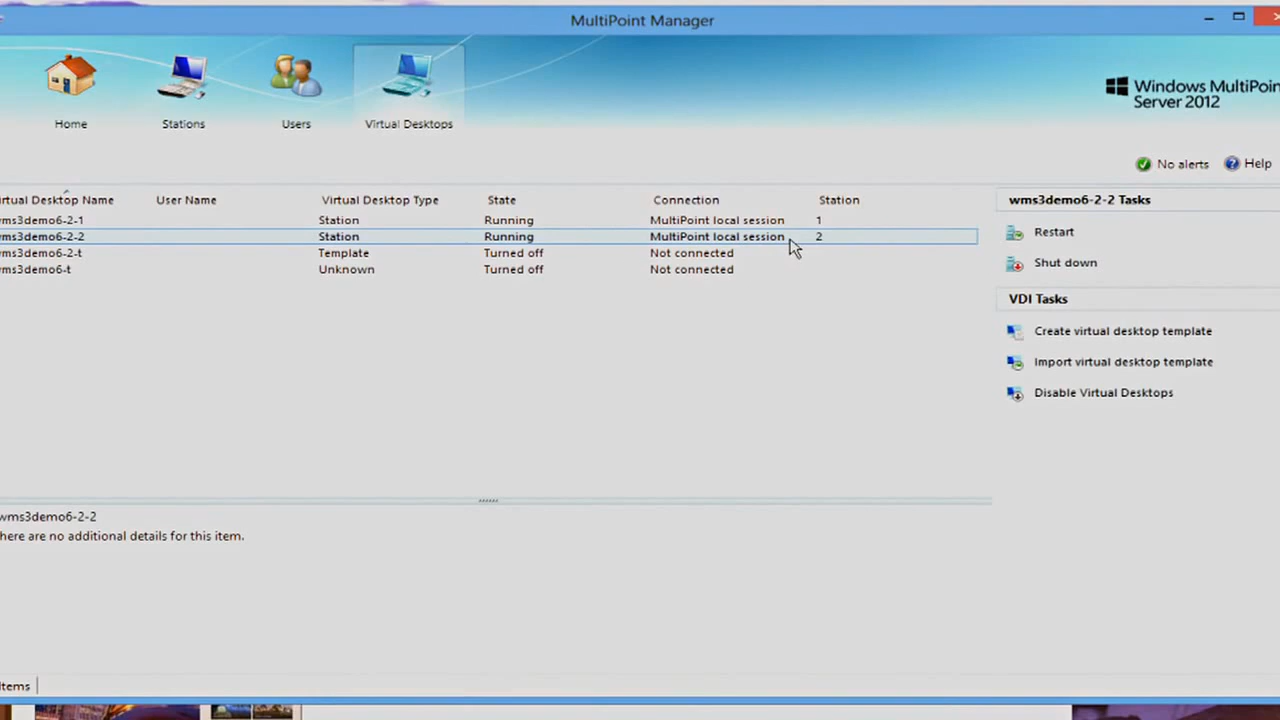 MultiPoint Manager
Home Stations Users Virtual Desktops
Windows MultiPoin
Server 2012
No alerts Help
irtual Desktop Name User Name Virtual Desktop Type State Connection Station
wms3demo6-2-1 Station Running MultiPoint local session 1
wms3demo6-2-2 Station Running MultiPoint local session 2
wms3demo6-2-t Template Turned off Not connected
wms3demo6-t Unknown Turned off Not connected
wms3demo6-2-2 Tasks
Restart
Shut down
VDI Tasks
Create virtual desktop template
Import virtual desktop template
Disable Virtual Desktops
wms3demo6-2-2
here are no additional details for this item.
items